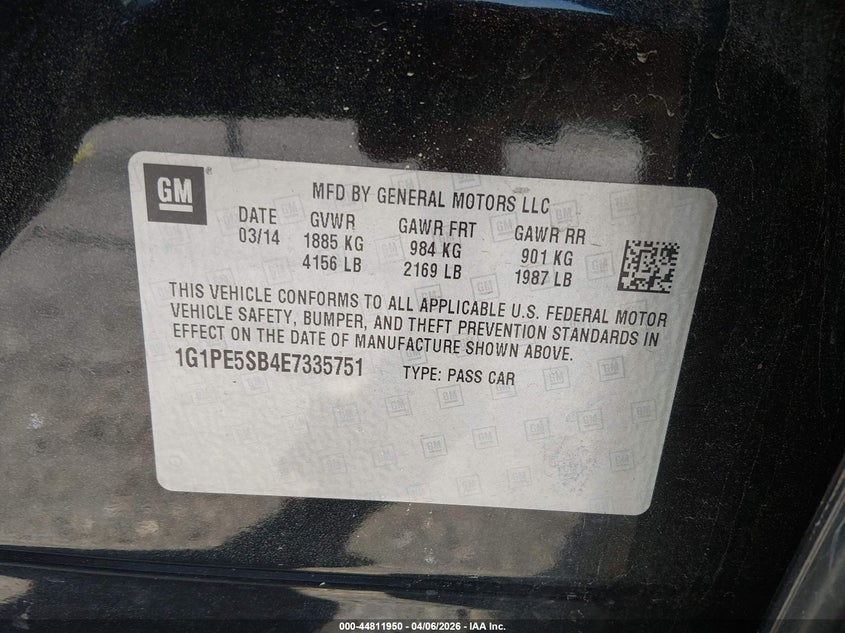 GM
MFD BY GENERAL MOTORS LLC
DATE GVWR GAWR FRT GAWR RR
03/14 1885 KG 984 KG 901 KG
4156 LB 2169 LB 1987 LB
THIS VEHICLE CONFORMS TO ALL APPLICABLE U.S. FEDERAL MOTOR
VEHICLE SAFETY, BUMPER, AND THEFT PREVENTION STANDARDS IN
EFFECT ON THE DATE OF MANUFACTURE SHOWN ABOVE.
1G1PE5SB4E7335751 TYPE: PASS CAR
000-44811950 - 04/06/2026 - IAA Inc.